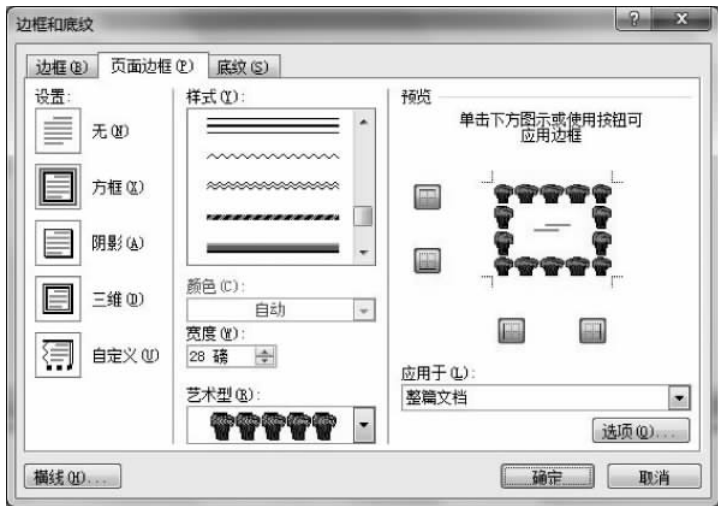 边框和底纹
边框(B) 页面边框(P) 底纹(S)
设置:
无(N)
方框(X)
阴影(A)
三维(D)
自定义(U)
样式(Y):
颜色(C):
自动
宽度(W):
28 磅
艺术型(R):
预览
单击下方图示或使用按钮可
应用边框
应用于(L):
整篇文档
选项(O)...
横线(H)...
确定 取消